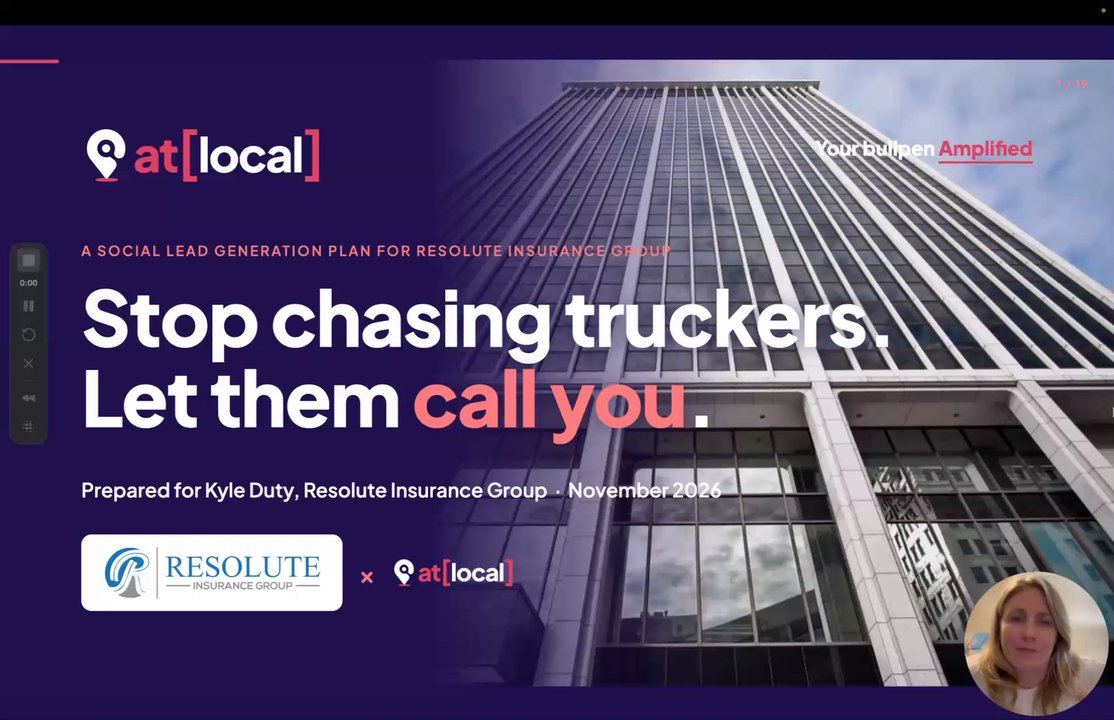 1 / 19
at[local]
Your bullpen Amplified
A SOCIAL LEAD GENERATION PLAN FOR RESOLUTE INSURANCE GROUP
0:00
Stop chasing truckers.
Let them call you.
Prepared for Kyle Duty, Resolute Insurance Group · November 2026
RESOLUTE
INSURANCE GROUP
× at[local]